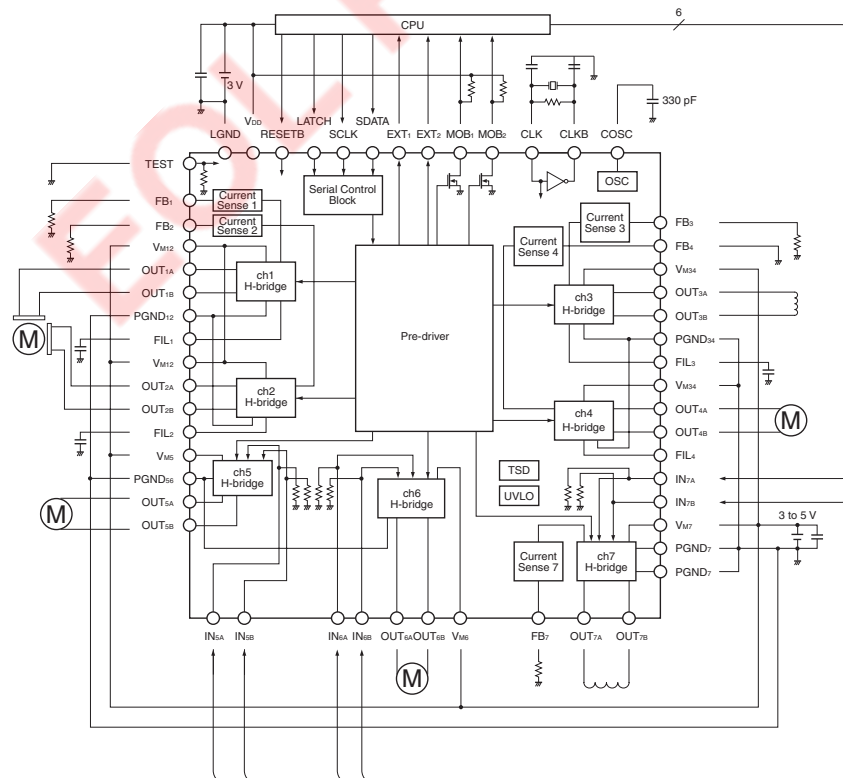 CPU
6
3 V
330 pF
LGND
VDD
RESETB
LATCH
SCLK
SDATA
EXT1
EXT2
MOB1
MOB2
CLK
CLKB
COSC
TEST
FB1
FB2
VM12
OUT1A
OUT1B
PGND12
FIL1
VM12
OUT2A
OUT2B
FIL2
VM5
PGND56
OUT5A
OUT5B
Current Sense 1
Current Sense 2
Serial Control Block
OSC
Current Sense 3
Current Sense 4
ch1 H-bridge
ch2 H-bridge
Pre-driver
ch3 H-bridge
ch4 H-bridge
ch5 H-bridge
ch6 H-bridge
TSD
UVLO
Current Sense 7
ch7 H-bridge
FB3
FB4
VM34
OUT3A
OUT3B
PGND34
FIL3
VM34
OUT4A
OUT4B
FIL4
IN7A
IN7B
VM7
PGND7
PGND7
3 to 5 V
M
M
M
M
IN5A
IN5B
IN6A
IN6B
OUT6A
OUT6B
VM6
FB7
OUT7A
OUT7B